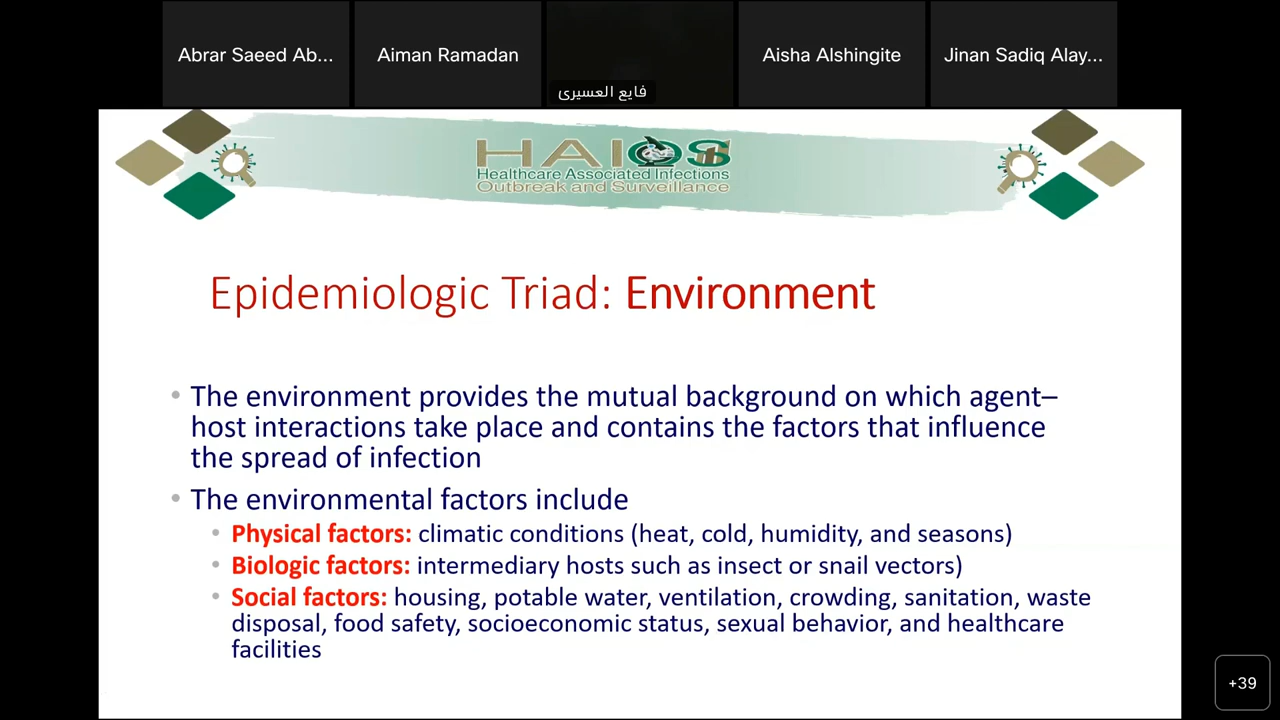 Abrar Saeed Ab...
Aiman Ramadan
فايع العسيري
Aisha Alshingite
Jinan Sadiq Alay...
HAIOS
Healthcare Associated Infections
Outbreak and Surveillance
Epidemiologic Triad: Environment
• The environment provides the mutual background on which agent–
host interactions take place and contains the factors that influence
the spread of infection
• The environmental factors include
• Physical factors: climatic conditions (heat, cold, humidity, and seasons)
• Biologic factors: intermediary hosts such as insect or snail vectors)
• Social factors: housing, potable water, ventilation, crowding, sanitation, waste
disposal, food safety, socioeconomic status, sexual behavior, and healthcare
facilities
+39